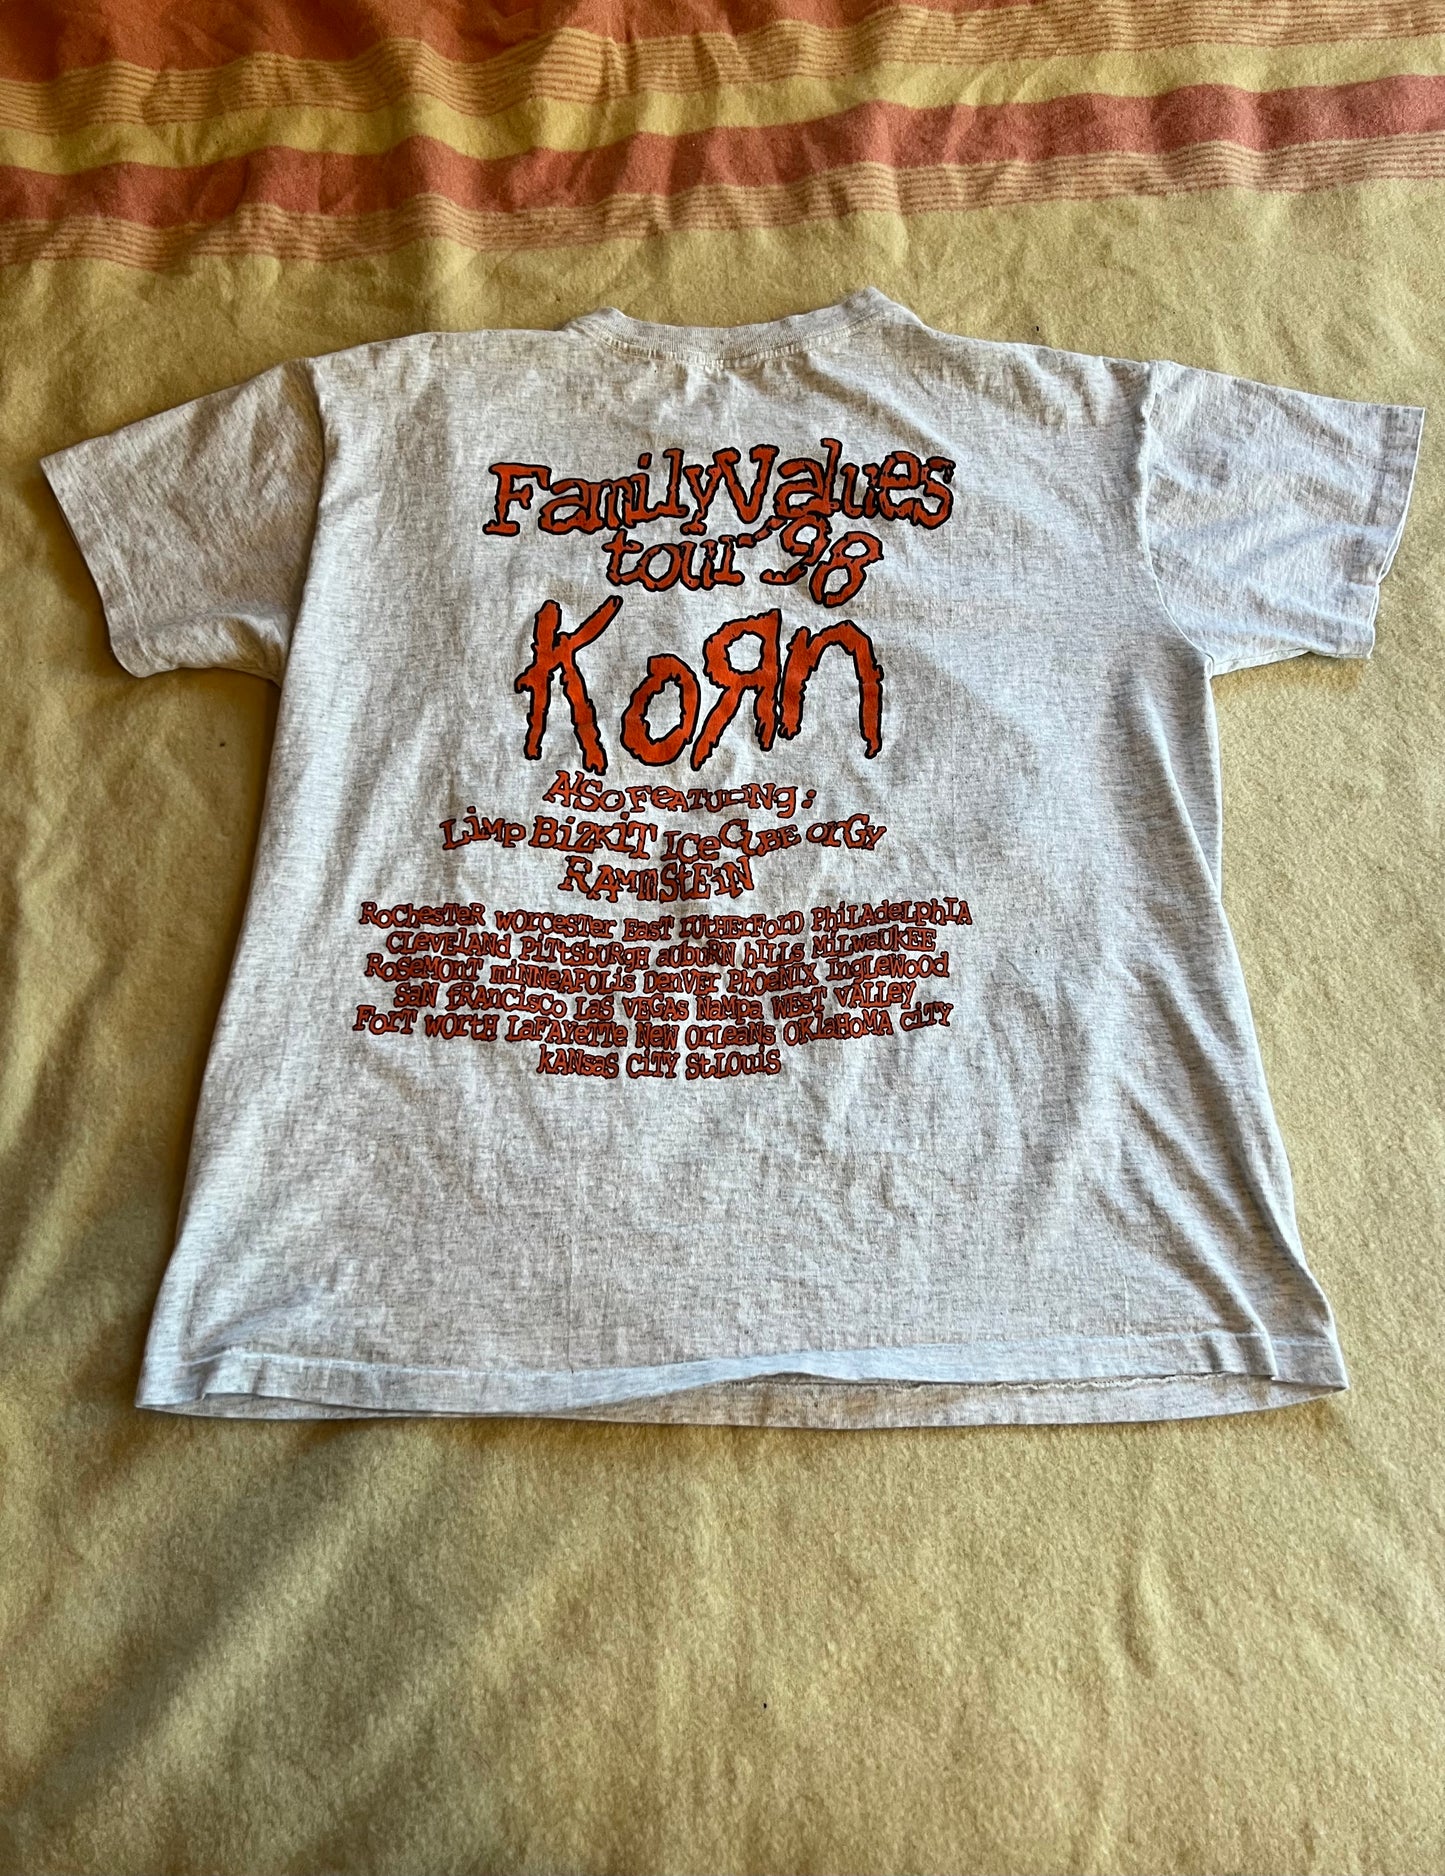 FamilyValues
tour '98
KoЯn
Also Featuring:
Limp Bizkit Ice Cube Orgy
Rammstein
Rochester Worcester East Rutherford Philadelphia
Cleveland Pittsburgh Auburn Hills Milwaukee
Rosemont Minneapolis Denver Phoenix Inglewood
San Francisco Las Vegas Nampa West Valley
Fort Worth Lafayette New Orleans Oklahoma City
Kansas City St.Louis